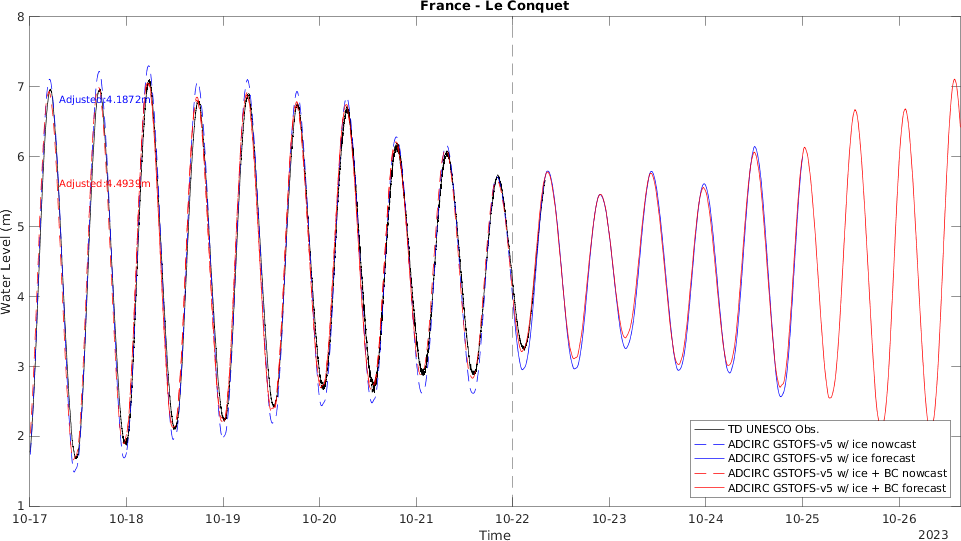 France - Le Conquet
8
7
6
5
4
3
2
1
Water Level (m)
Adjusted:4.1872m
Adjusted:4.4939m
TD UNESCO Obs.
ADCIRC GSTOFS-v5 w/ ice nowcast
ADCIRC GSTOFS-v5 w/ ice forecast
ADCIRC GSTOFS-v5 w/ ice + BC nowcast
ADCIRC GSTOFS-v5 w/ ice + BC forecast
10-17 10-18 10-19 10-20 10-21 10-22 10-23 10-24 10-25 10-26
Time
2023